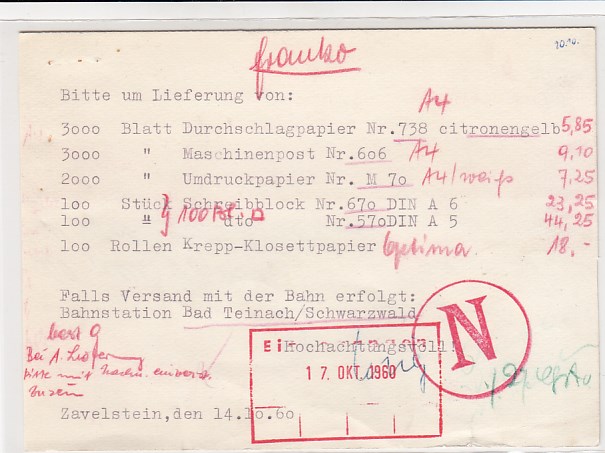 franko
10.10.
Bitte um Lieferung von:
A4
3000 Blatt Durchschlagpapier Nr.738 citronengelb 5,85
3000 " Maschinenpost Nr.606 A4 9,10
2000 " Umdruckpapier Nr. M 70 A4/weiß 7,25
100 Stück Schreibblock Nr.670 DIN A 6 23,25
100 " dto Nr.570 DIN A 5 44,25
100 Rollen Krepp-Klosettpapier Optima 18,-
Falls Versand mit der Bahn erfolgt:
Bahnstation Bad Teinach/Schwarzwald
N
Hochachtungsvoll!
17. OKT. 1960
Zavelstein,den 14.10.60